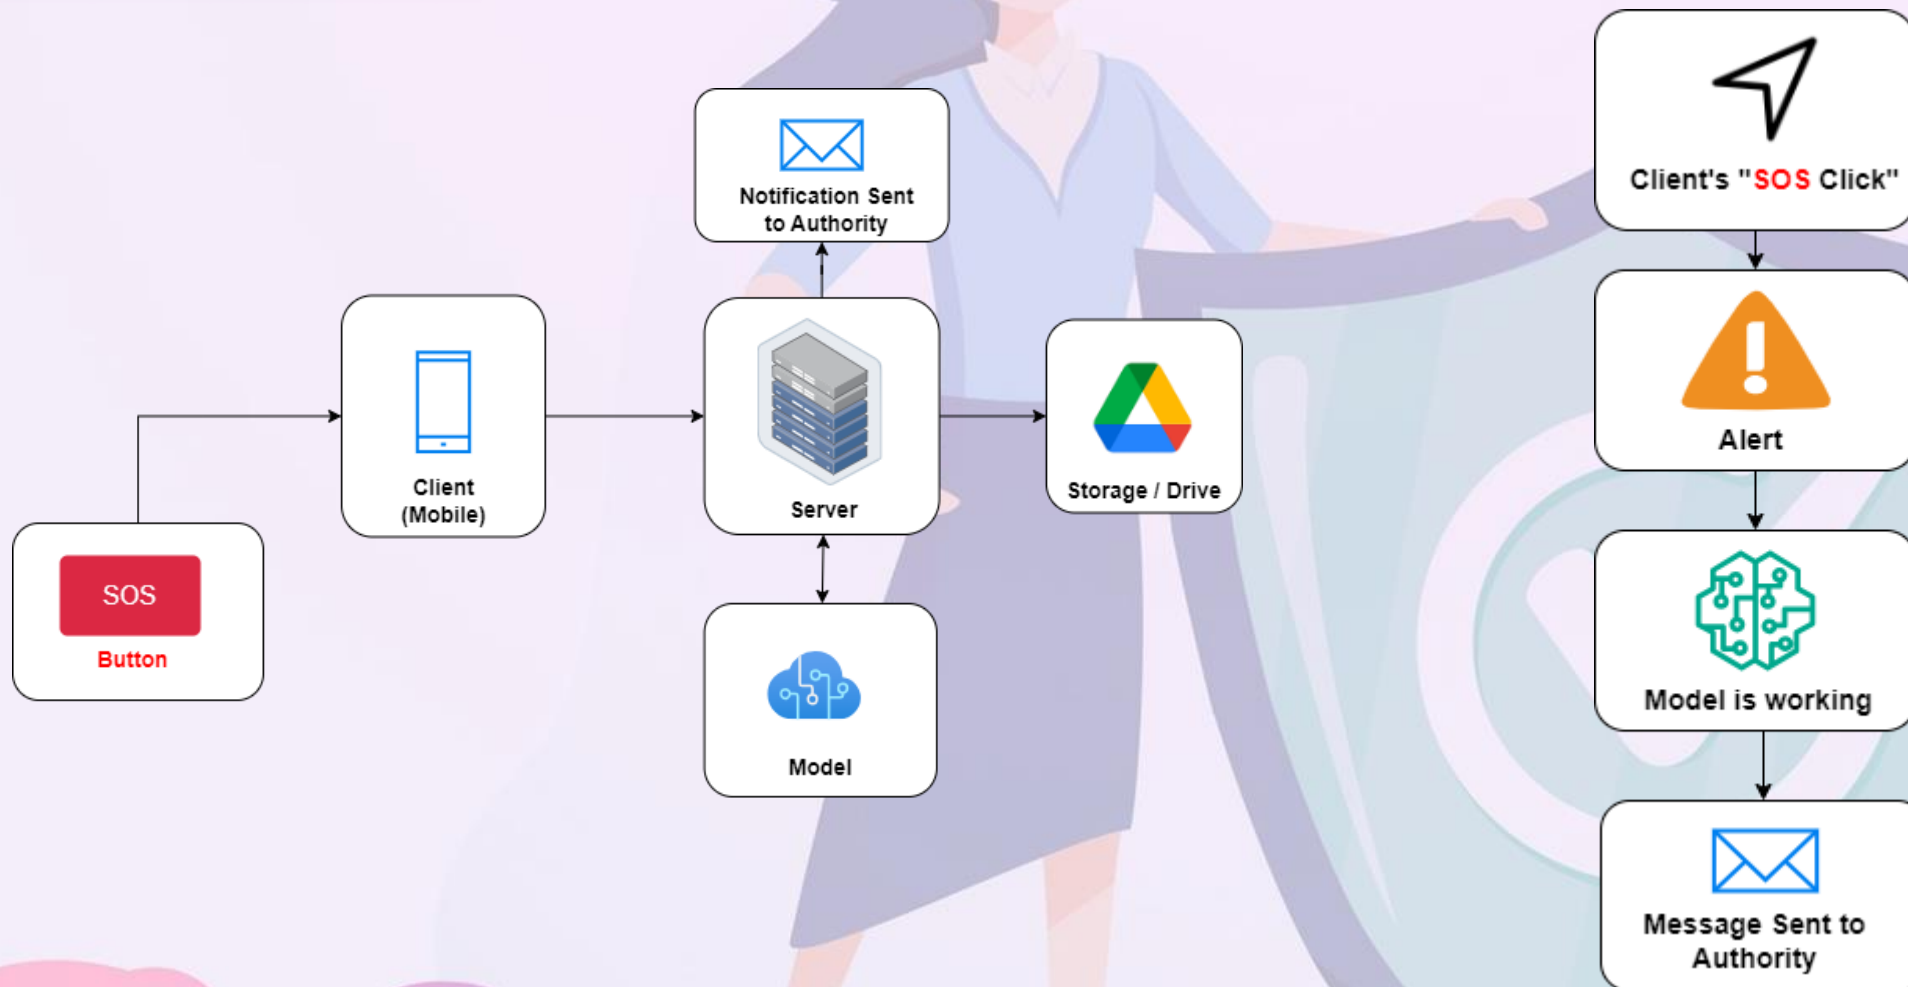 Notification Sent
to Authority
Client
(Mobile)
Server
Storage / Drive
SOS
Button
Model
Client's "SOS Click"
Alert
Model is working
Message Sent to
Authority